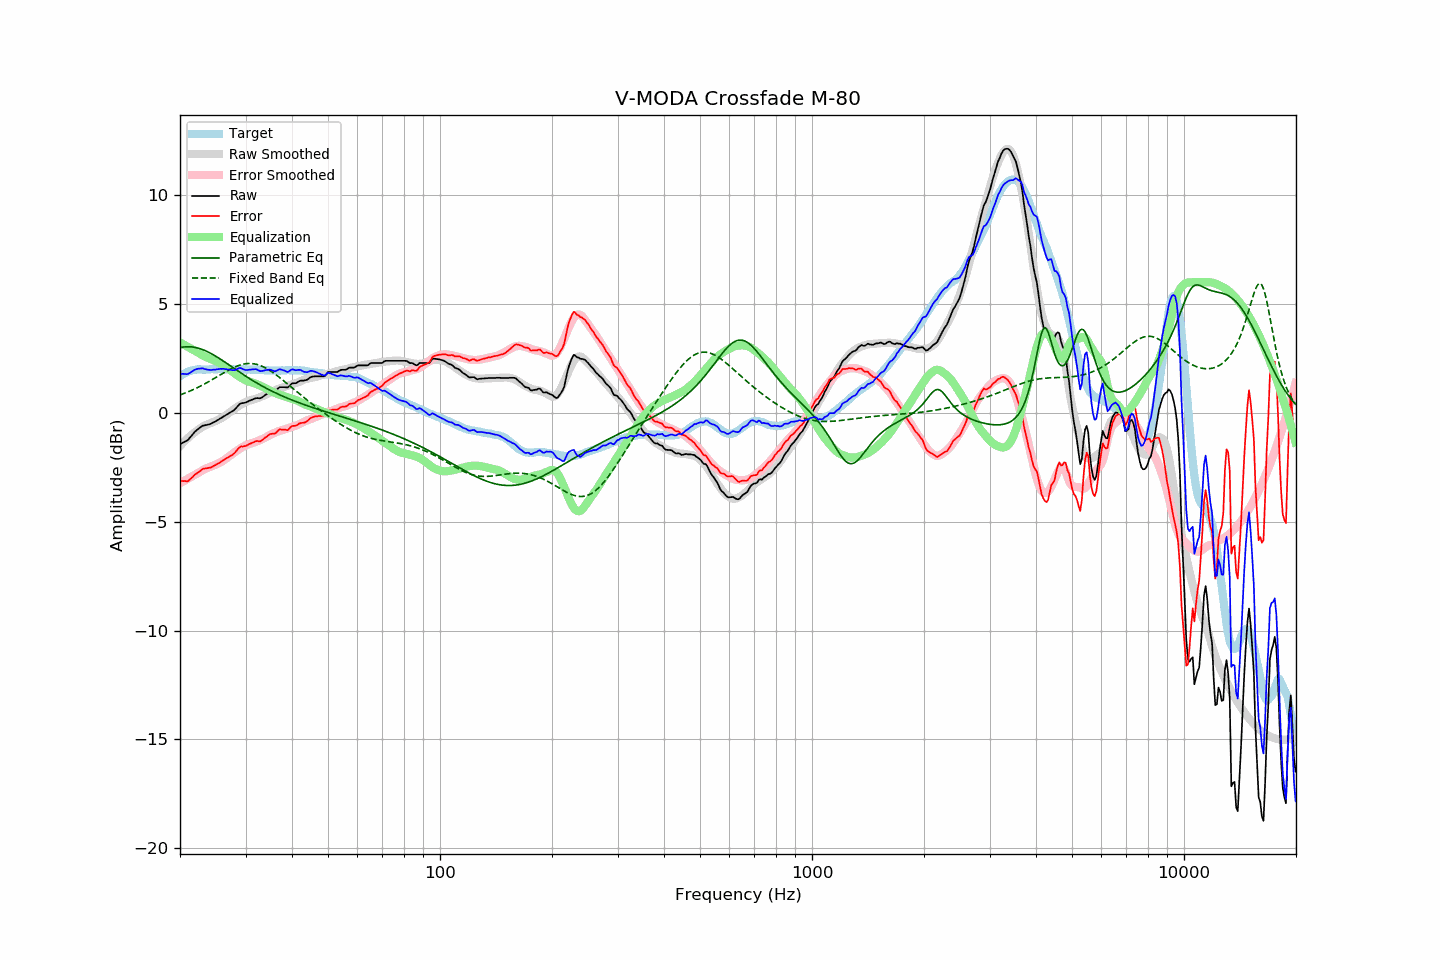 V-MODA Crossfade M-80
Target
Raw Smoothed
Error Smoothed
Raw
Error
Equalization
Parametric Eq
Fixed Band Eq
Equalized
10
5
0
−5
−10
−15
−20
Amplitude (dBr)
100
1000
10000
Frequency (Hz)